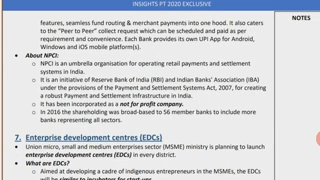 INSIGHTS PT 2020 EXCLUSIVE
NOTES
features, seamless fund routing & merchant payments into one hood. It also caters
to the "Peer to Peer" collect request which can be scheduled and paid as per
requirement and convenience. Each Bank provides its own UPI App for Android,
Windows and iOS mobile platform(s).
• About NPCI:
o NPCI is an umbrella organisation for operating retail payments and settlement
systems in India.
o It is an initiative of Reserve Bank of India (RBI) and Indian Banks' Association (IBA)
under the provisions of the Payment and Settlement Systems Act, 2007, for creating
a robust Payment and Settlement Infrastructure in India.
o It has been incorporated as a not for profit company.
o In 2016 the shareholding was broad-based to 56 member banks to include more
banks representing all sectors.
7. Enterprise development centres (EDCs)
• Union micro, small and medium enterprises sector (MSME) ministry is planning to launch
enterprise development centres (EDCs) in every district.
• What are EDCs?
o Aimed at developing a cadre of indigenous entrepreneurs in the MSMEs, the EDCs
will be similar to incubators for start-ups